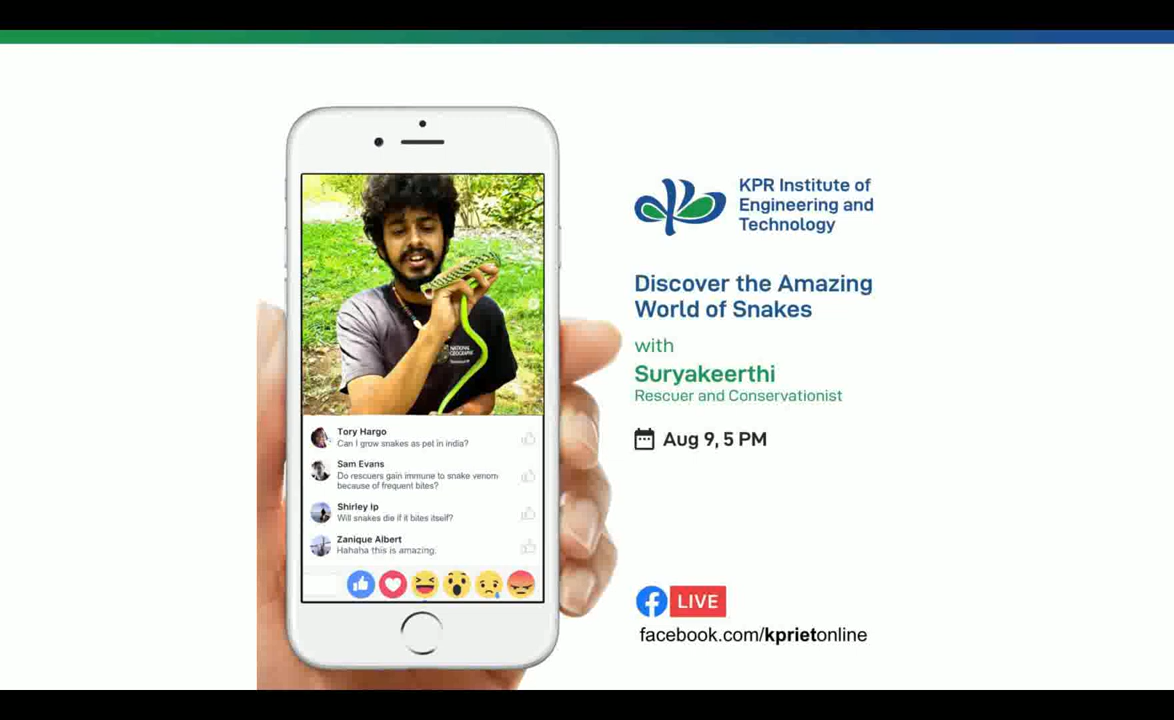 KPR Institute of
Engineering and
Technology
Discover the Amazing
World of Snakes
with
Suryakeerthi
Rescuer and Conservationist
Aug 9, 5 PM
NATIONAL
GEOGRAPHIC
Tory Hargo
Can I grow snakes as pet in india?
Sam Evans
Do rescuers gain immune to snake venom
because of frequent bites?
Shirley ip
Will snakes die if it bites itself?
Zanique Albert
Hahaha this is amazing.
f LIVE
facebook.com/kprietonline